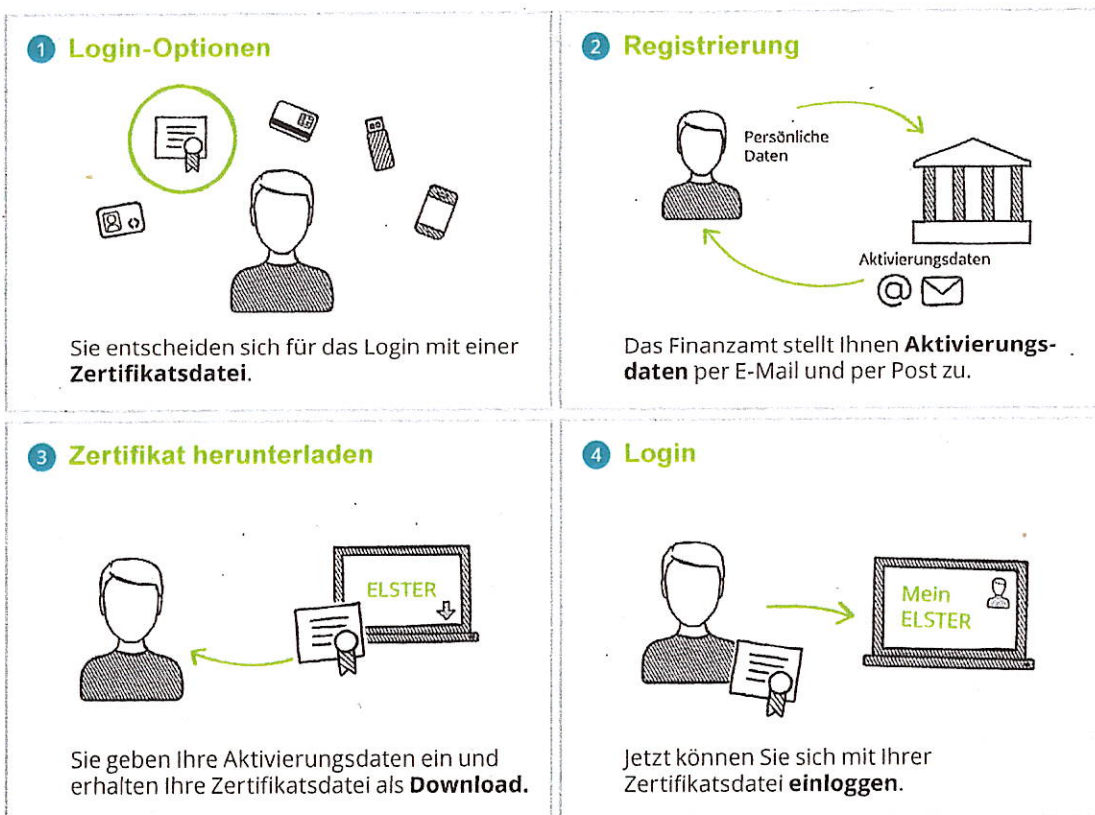 1 Login-Optionen
Sie entscheiden sich für das Login mit einer
Zertifikatsdatei.
2 Registrierung
Persönliche
Daten
Aktivierungsdaten
@
Das Finanzamt stellt Ihnen Aktivierungs-
daten per E-Mail und per Post zu.
3 Zertifikat herunterladen
ELSTER
Sie geben Ihre Aktivierungsdaten ein und
erhalten Ihre Zertifikatsdatei als Download.
4 Login
Mein
ELSTER
Jetzt können Sie sich mit Ihrer
Zertifikatsdatei einloggen.